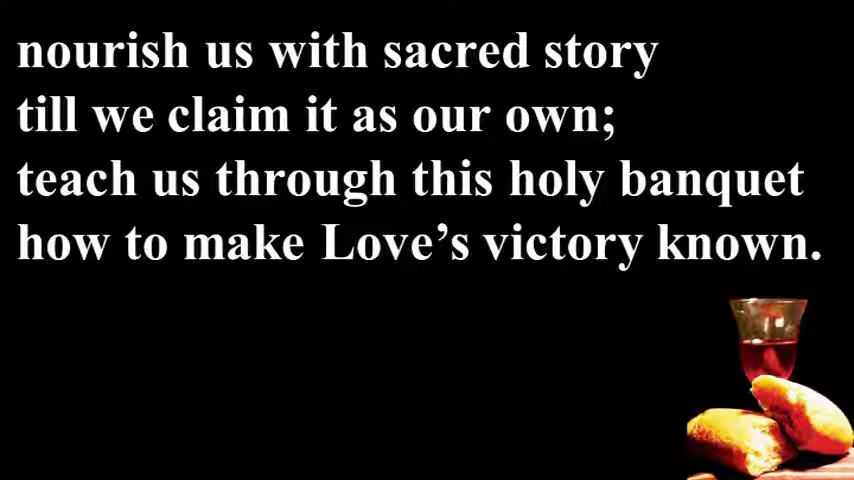 nourish us with sacred story
till we claim it as our own;
teach us through this holy banquet
how to make Love’s victory known.